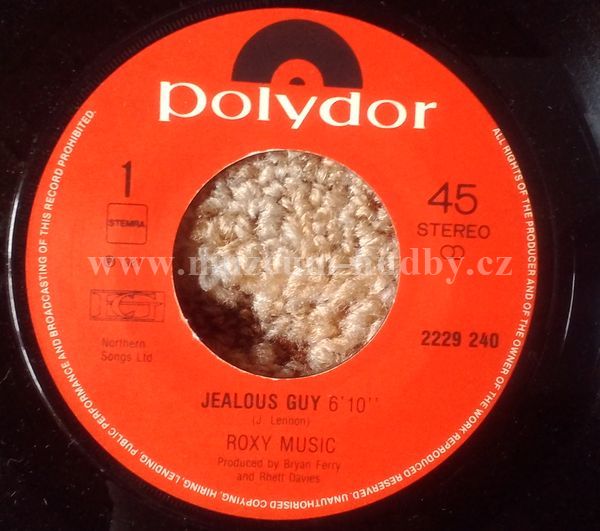 polydor
1
STEMRA
45
STEREO
2229 240
Northern
Songs Ltd
JEALOUS GUY 6'10''
(J. Lennon)
ROXY MUSIC
Produced by Bryan Ferry
and Rhett Davies
ALL RIGHTS OF THE PRODUCER AND OF THE OWNER OF THE WORK REPRODUCED RESERVED. UNAUTHORISED COPYING, HIRING, LENDING, PUBLIC PERFORMANCE AND BROADCASTING OF THIS RECORD PROHIBITED.